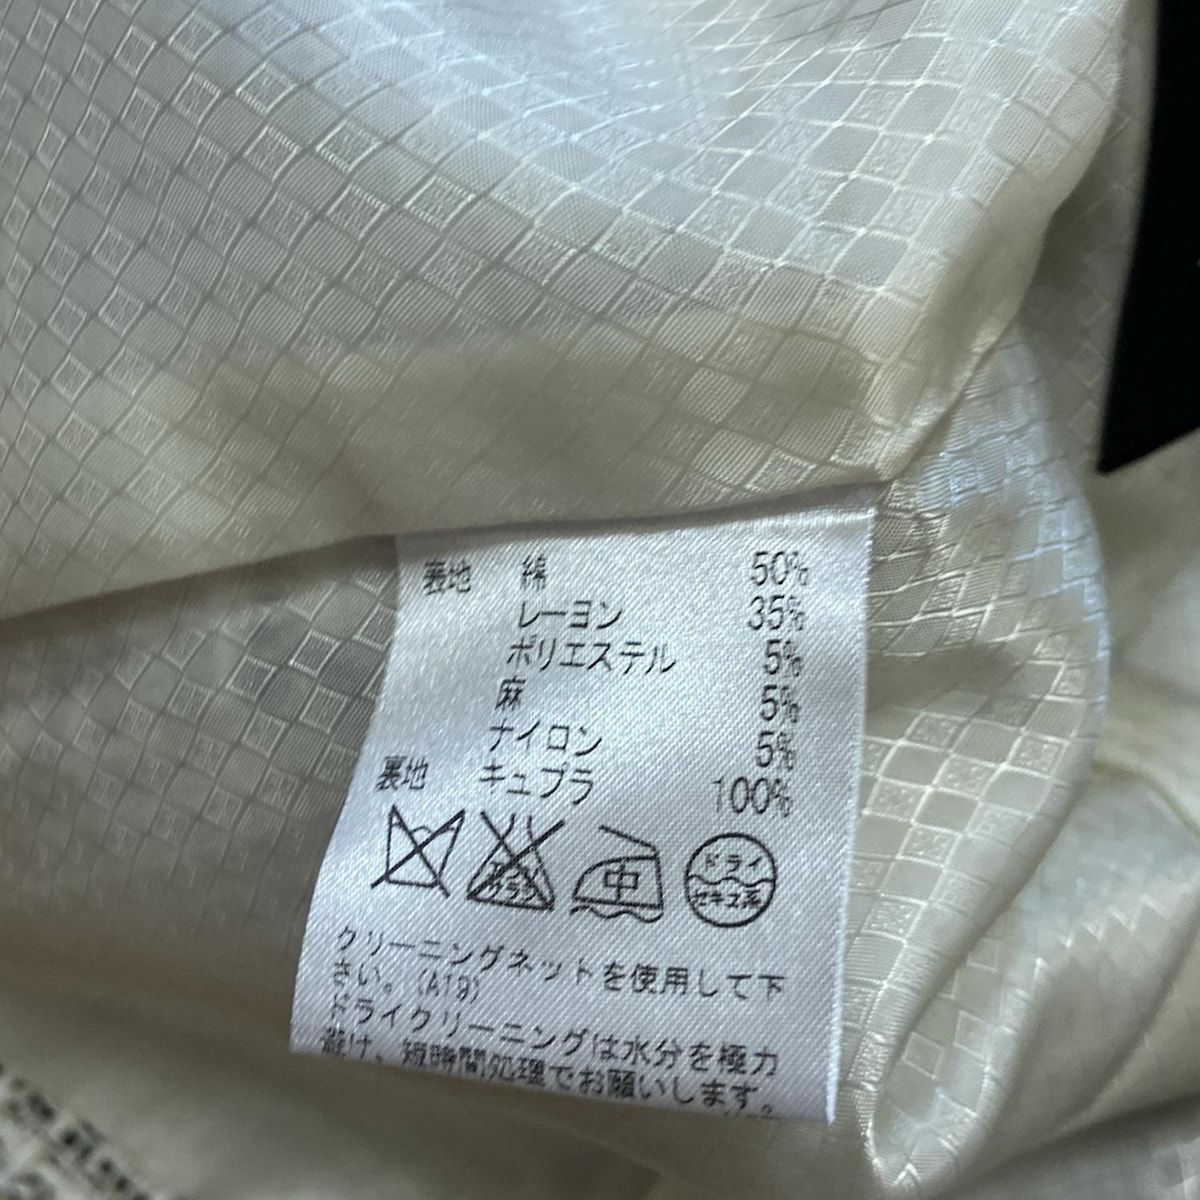 表地 綿 50%
レーヨン 35%
ポリエステル 5%
麻 5%
ナイロン 5%
裏地 キュプラ 100%
中 ドライ
セキユ系
クリーニングネットを使用して下
さい。(A19)
ドライクリーニングは水分を極力
避け、短時間処理でお願いします。